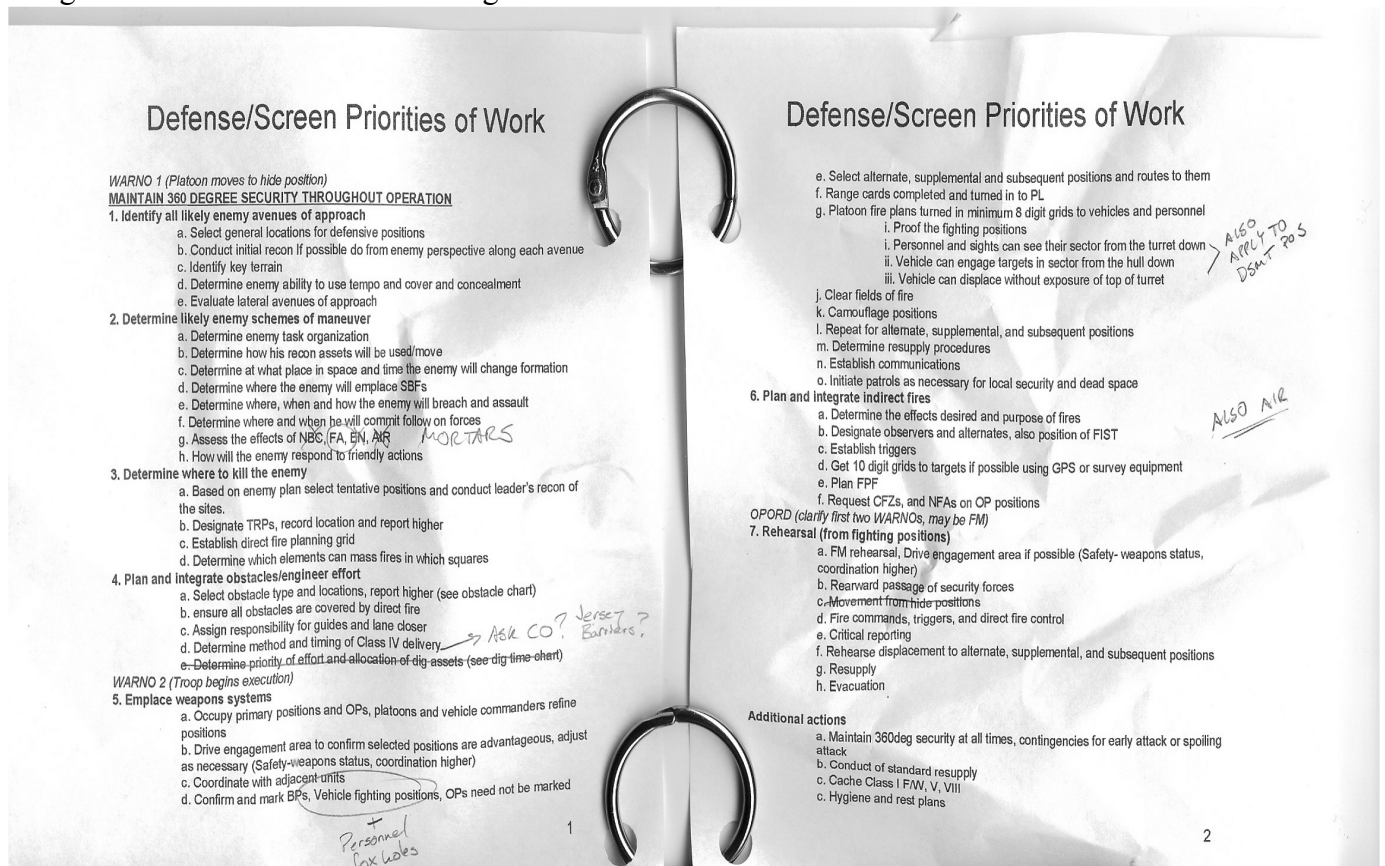 Defense/Screen Priorities of Work
WARNO 1 (Platoon moves to hide position)
MAINTAIN 360 DEGREE SECURITY THROUGHOUT OPERATION
1. Identify all likely enemy avenues of approach
a. Select general locations for defensive positions
b. Conduct initial recon If possible do from enemy perspective along each avenue
c. Identify key terrain
d. Determine enemy ability to use tempo and cover and concealment
e. Evaluate lateral avenues of approach
2. Determine likely enemy schemes of maneuver
a. Determine enemy task organization
b. Determine how his recon assets will be used/move
c. Determine at what place in space and time the enemy will change formation
d. Determine where the enemy will emplace SBFs
e. Determine where, when and how the enemy will breach and assault
f. Determine where and when he will commit follow on forces
g. Assess the effects of NBC, FA, EN, AIR MORTARS
h. How will the enemy respond to friendly actions
3. Determine where to kill the enemy
a. Based on enemy plan select tentative positions and conduct leader's recon of
the sites.
b. Designate TRPs, record location and report higher
c. Establish direct fire planning grid
d. Determine which elements can mass fires in which squares
4. Plan and integrate obstacles/engineer effort
a. Select obstacle type and locations, report higher (see obstacle chart)
b. ensure all obstacles are covered by direct fire
c. Assign responsibility for guides and lane closer
d. Determine method and timing of Class IV delivery → Ask CO? Jersey
Barriers?
e. Determine priority of effort and allocation of dig assets (see dig time chart)
WARNO 2 (Troop begins execution)
5. Emplace weapons systems
a. Occupy primary positions and OPs, platoons and vehicle commanders refine
positions
b. Drive engagement area to confirm selected positions are advantageous, adjust
as necessary (Safety-weapons status, coordination higher)
c. Coordinate with adjacent units
d. Confirm and mark BPs, Vehicle fighting positions, OPs need not be marked
+
Personnel
fox holes
1
Defense/Screen Priorities of Work
e. Select alternate, supplemental and subsequent positions and routes to them
f. Range cards completed and turned in to PL
g. Platoon fire plans turned in minimum 8 digit grids to vehicles and personnel
i. Proof the fighting positions
i. Personnel and sights can see their sector from the turret down
ii. Vehicle can engage targets in sector from the hull down
iii. Vehicle can displace without exposure of top of turret
ALSO
APPLY TO
DSMT POS
j. Clear fields of fire
k. Camouflage positions
l. Repeat for alternate, supplemental, and subsequent positions
m. Determine resupply procedures
n. Establish communications
o. Initiate patrols as necessary for local security and dead space
6. Plan and integrate indirect fires
a. Determine the effects desired and purpose of fires
ALSO AIR
b. Designate observers and alternates, also position of FIST
c. Establish triggers
d. Get 10 digit grids to targets if possible using GPS or survey equipment
e. Plan FPF
f. Request CFZs, and NFAs on OP positions
OPORD (clarify first two WARNOs, may be FM)
7. Rehearsal (from fighting positions)
a. FM rehearsal, Drive engagement area if possible (Safety- weapons status,
coordination higher)
b. Rearward passage of security forces
c. Movement from hide positions
d. Fire commands, triggers, and direct fire control
e. Critical reporting
f. Rehearse displacement to alternate, supplemental, and subsequent positions
g. Resupply
h. Evacuation
Additional actions
a. Maintain 360deg security at all times, contingencies for early attack or spoiling
attack
b. Conduct of standard resupply
c. Cache Class I F/W, V, VIII
c. Hygiene and rest plans
2